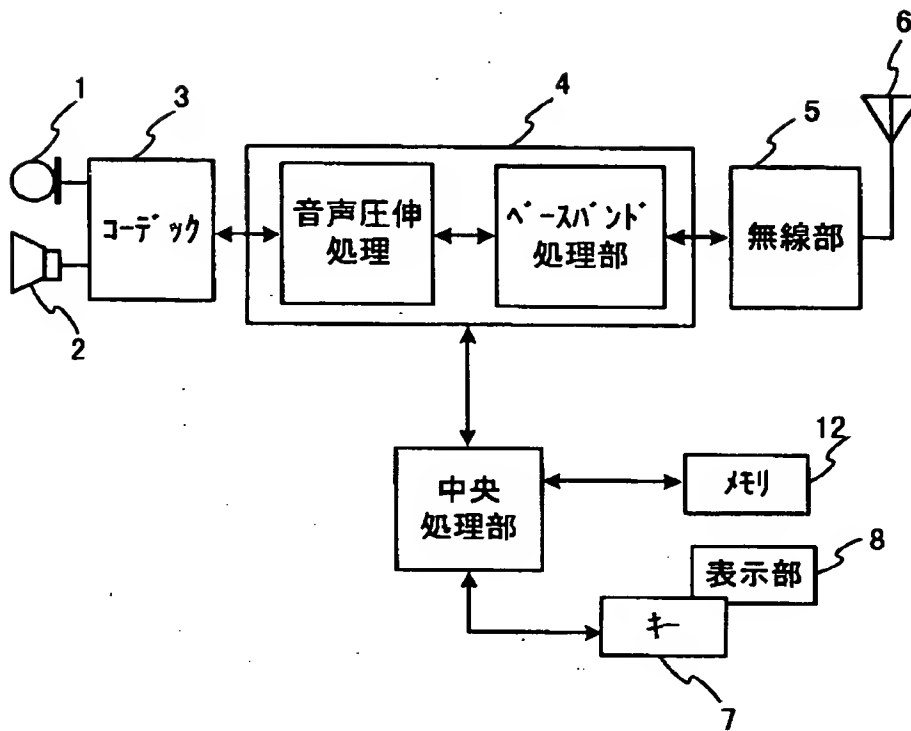 1
3
4
5
6
コーデック
音声圧伸
処理
ベースバンド
処理部
無線部
2
中央
処理部
メモリ
12
表示部
8
キー
7